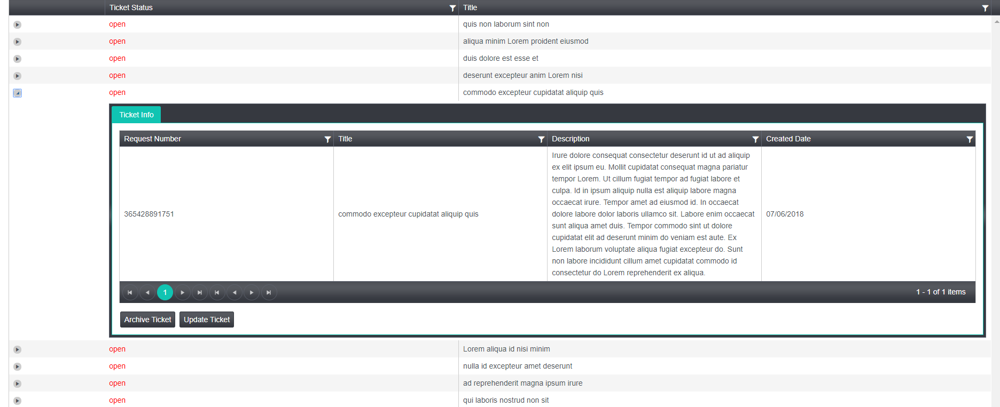 Ticket Status Title
open quis non laborum sint non
open aliqua minim Lorem proident eiusmod
open duis dolore est esse et
open deserunt excepteur anim Lorem nisi
open commodo excepteur cupidatat aliquip quis
Ticket Info
Request Number Title Description Created Date
365428891751
commodo excepteur cupidatat aliquip quis
Irure dolore consequat consectetur deserunt id ut ad aliquip
ex elit ipsum eu. Mollit cupidatat consequat magna pariatur
tempor Lorem. Ut cillum fugiat tempor ad fugiat labore et
culpa. Id in ipsum aliquip nulla est aliquip labore magna
occaecat irure. Tempor amet ad eiusmod id. In occaecat
dolore labore dolor laboris ullamco sit. Labore enim occaecat
sunt aliqua amet duis. Tempor commodo sint ut dolore
cupidatat elit ad deserunt minim do veniam est aute. Ex
Lorem laborum voluptate aliqua fugiat excepteur do. Sunt
non labore incididunt cillum amet cupidatat commodo id
consectetur do Lorem reprehenderit ex aliqua.
07/06/2018
1 1 - 1 of 1 items
Archive Ticket Update Ticket
open Lorem aliqua id nisi minim
open nulla id excepteur amet deserunt
open ad reprehenderit magna ipsum irure
open qui laboris nostrud non sit